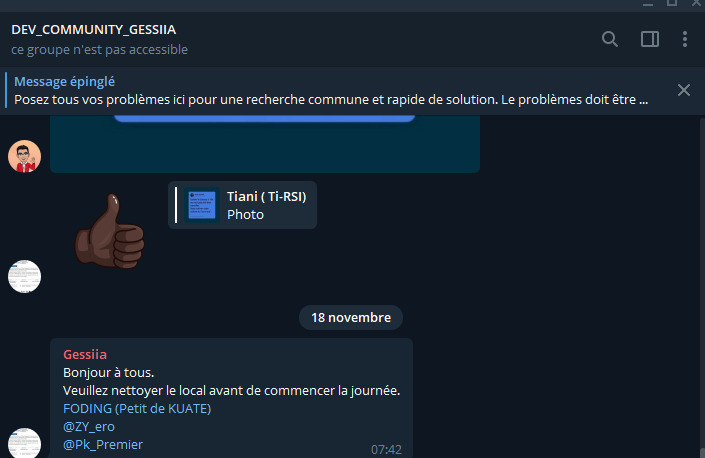 DEV_COMMUNITY_GESSIIA
ce groupe n'est pas accessible
Message épinglé
Posez tous vos problèmes ici pour une recherche commune et rapide de solution. Le problèmes doit être ...
Tiani ( Ti-RSI)
Photo
18 novembre
Gessiia
Bonjour à tous.
Veuillez nettoyer le local avant de commencer la journée.
FODING (Petit de KUATE)
@ZY_ero
@Pk_Premier
07:42